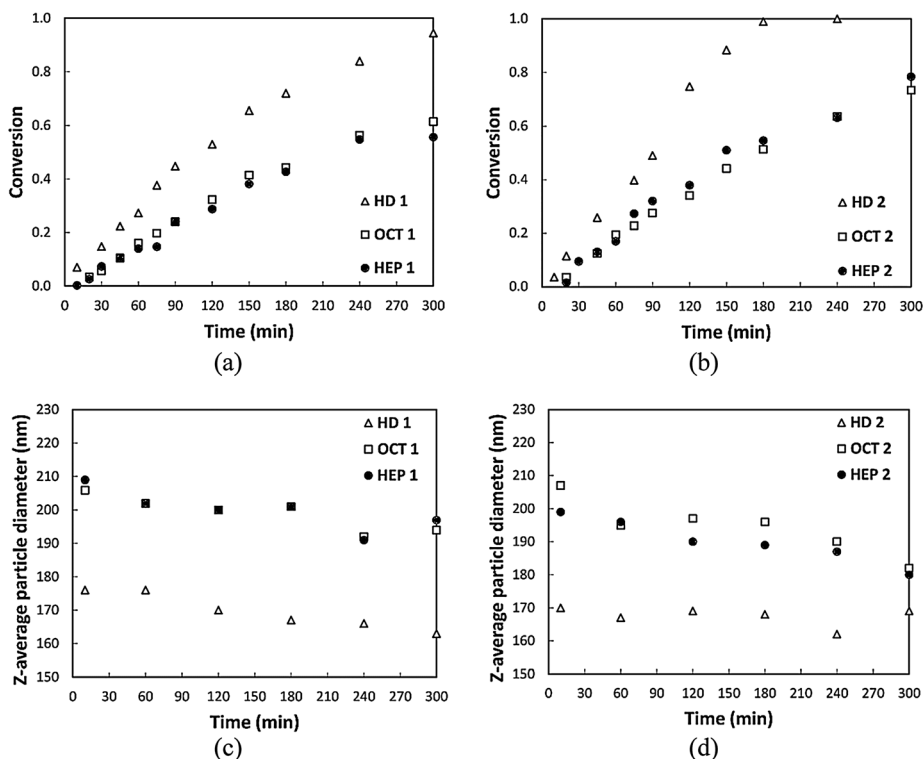 1.0
0.8
0.6
0.4
0.2
0.0
Conversion
HD 1
OCT 1
HEP 1
0 30 60 90 120 150 180 210 240 270 300
Time (min)
(a)
1.0
0.8
0.6
0.4
0.2
0.0
Conversion
HD 2
OCT 2
HEP 2
0 30 60 90 120 150 180 210 240 270 300
Time (min)
(b)
230
220
210
200
190
180
170
160
150
Z-average particle diameter (nm)
HD 1
OCT 1
HEP 1
0 30 60 90 120 150 180 210 240 270 300
Time (min)
(c)
230
220
210
200
190
180
170
160
150
Z-average particle diameter (nm)
HD 2
OCT 2
HEP 2
0 30 60 90 120 150 180 210 240 270 300
Time (min)
(d)